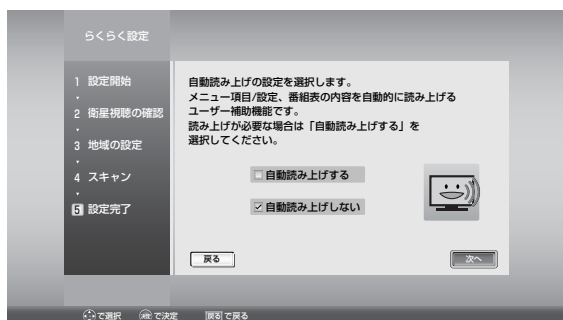 らくらく設定
1 設定開始
2 衛星視聴の確認
3 地域の設定
4 スキャン
5 設定完了
自動読み上げの設定を選択します。
メニュー項目/設定、番組表の内容を自動的に読み上げる
ユーザー補助機能です。
読み上げが必要な場合は「自動読み上げする」を
選択してください。
自動読み上げする
自動読み上げしない
戻る
次へ
で選択 決定 で決定 戻る で戻る